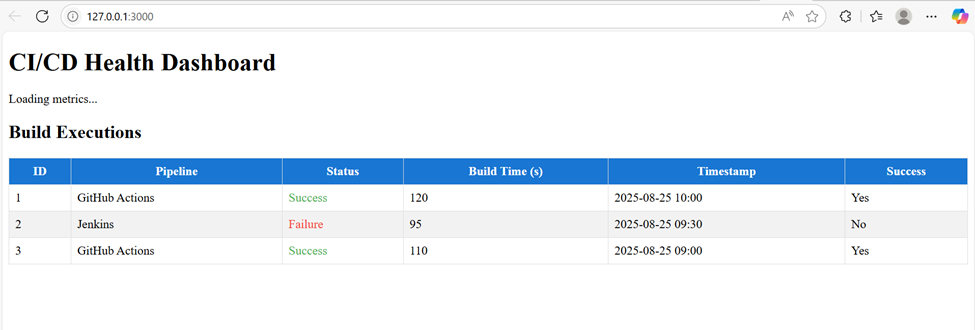 127.0.0.1:3000
CI/CD Health Dashboard
Loading metrics...
Build Executions
ID Pipeline Status Build Time (s) Timestamp Success
1 GitHub Actions Success 120 2025-08-25 10:00 Yes
2 Jenkins Failure 95 2025-08-25 09:30 No
3 GitHub Actions Success 110 2025-08-25 09:00 Yes